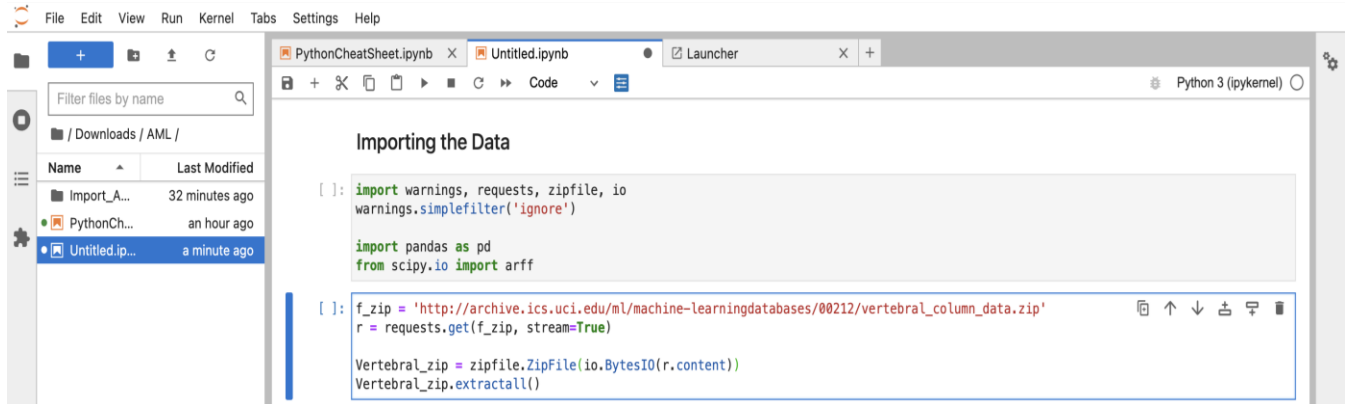 File Edit View Run Kernel Tabs Settings Help
PythonCheatSheet.ipynb Untitled.ipynb Launcher
Code Python 3 (ipykernel)
Filter files by name
/ Downloads / AML /
Name Last Modified
Import_A... 32 minutes ago
PythonCh... an hour ago
Untitled.ip... a minute ago
Importing the Data
[ ]: import warnings, requests, zipfile, io
warnings.simplefilter('ignore')
import pandas as pd
from scipy.io import arff
[ ]: f_zip = 'http://archive.ics.uci.edu/ml/machine-learningdatabases/00212/vertebral_column_data.zip'
r = requests.get(f_zip, stream=True)
Vertebral_zip = zipfile.ZipFile(io.BytesIO(r.content))
Vertebral_zip.extractall()